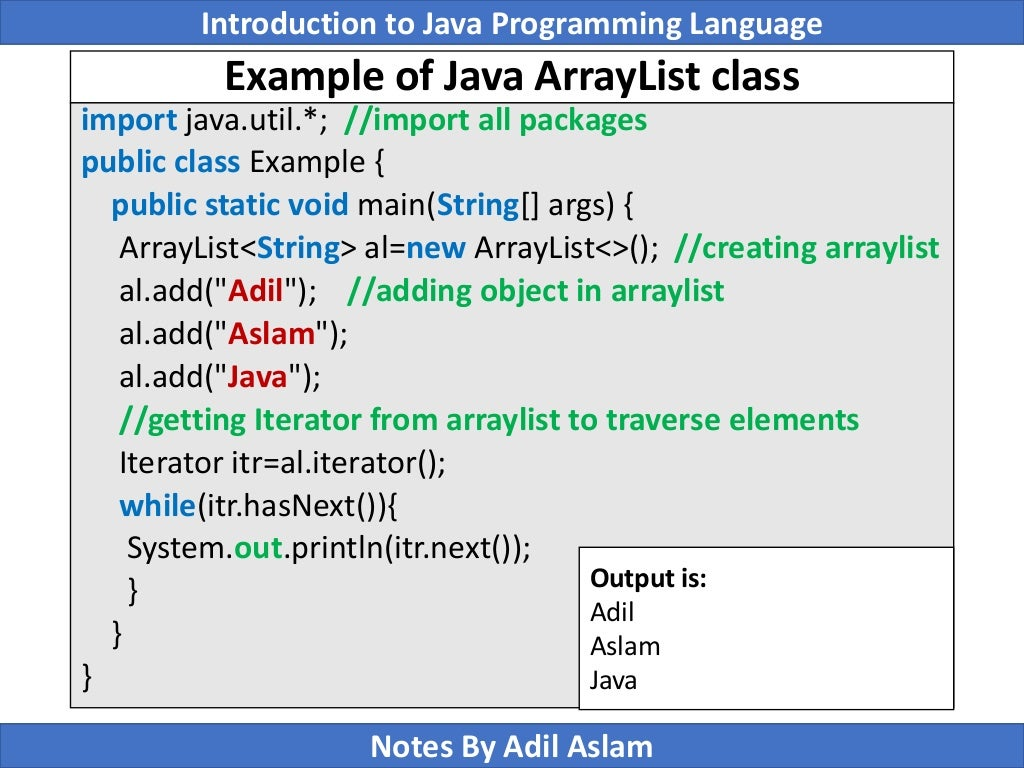 Introduction to Java Programming Language
Example of Java ArrayList class
import java.util.*;  //import all packages
public class Example {
public static void main(String[] args) {
ArrayList<String> al=new ArrayList<>();  //creating arraylist
al.add("Adil");    //adding object in arraylist
al.add("Aslam");
al.add("Java");
//getting Iterator from arraylist to traverse elements
Iterator itr=al.iterator();
while(itr.hasNext()){
System.out.println(itr.next());
}
}
}
Output is:
Adil
Aslam
Java
Notes By Adil Aslam